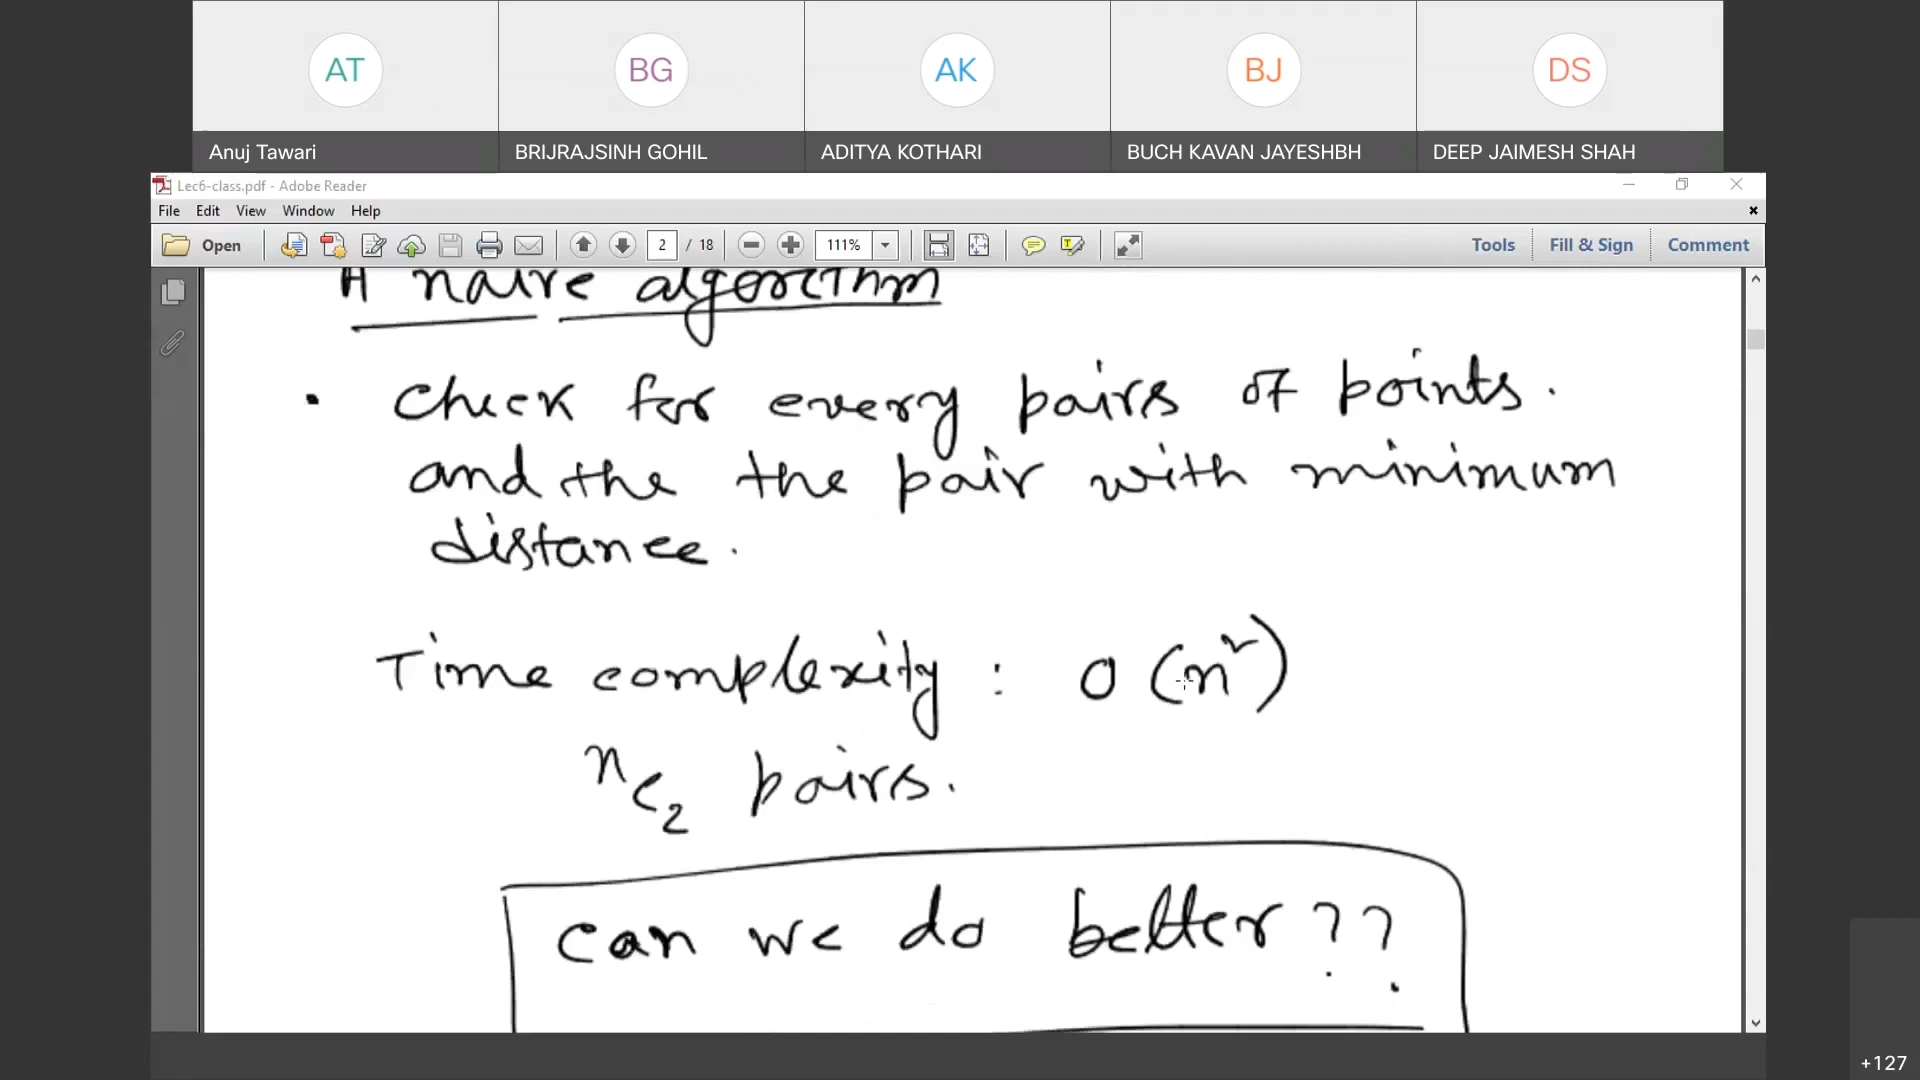 AT
BG
AK
BJ
DS
Anuj Tawari
BRIJRAJSINH GOHIL
ADITYA KOTHARI
BUCH KAVAN JAYESHBH
DEEP JAIMESH SHAH
Lec6-class.pdf - Adobe Reader
File Edit View Window Help
Open 2 / 18 111% Tools Fill & Sign Comment
A naive algorithm
• Check for every pairs of points.
and the the pair with minimum
distance.
Time complexity : O(n²)
ⁿC₂ pairs.
can we do better ??
+127